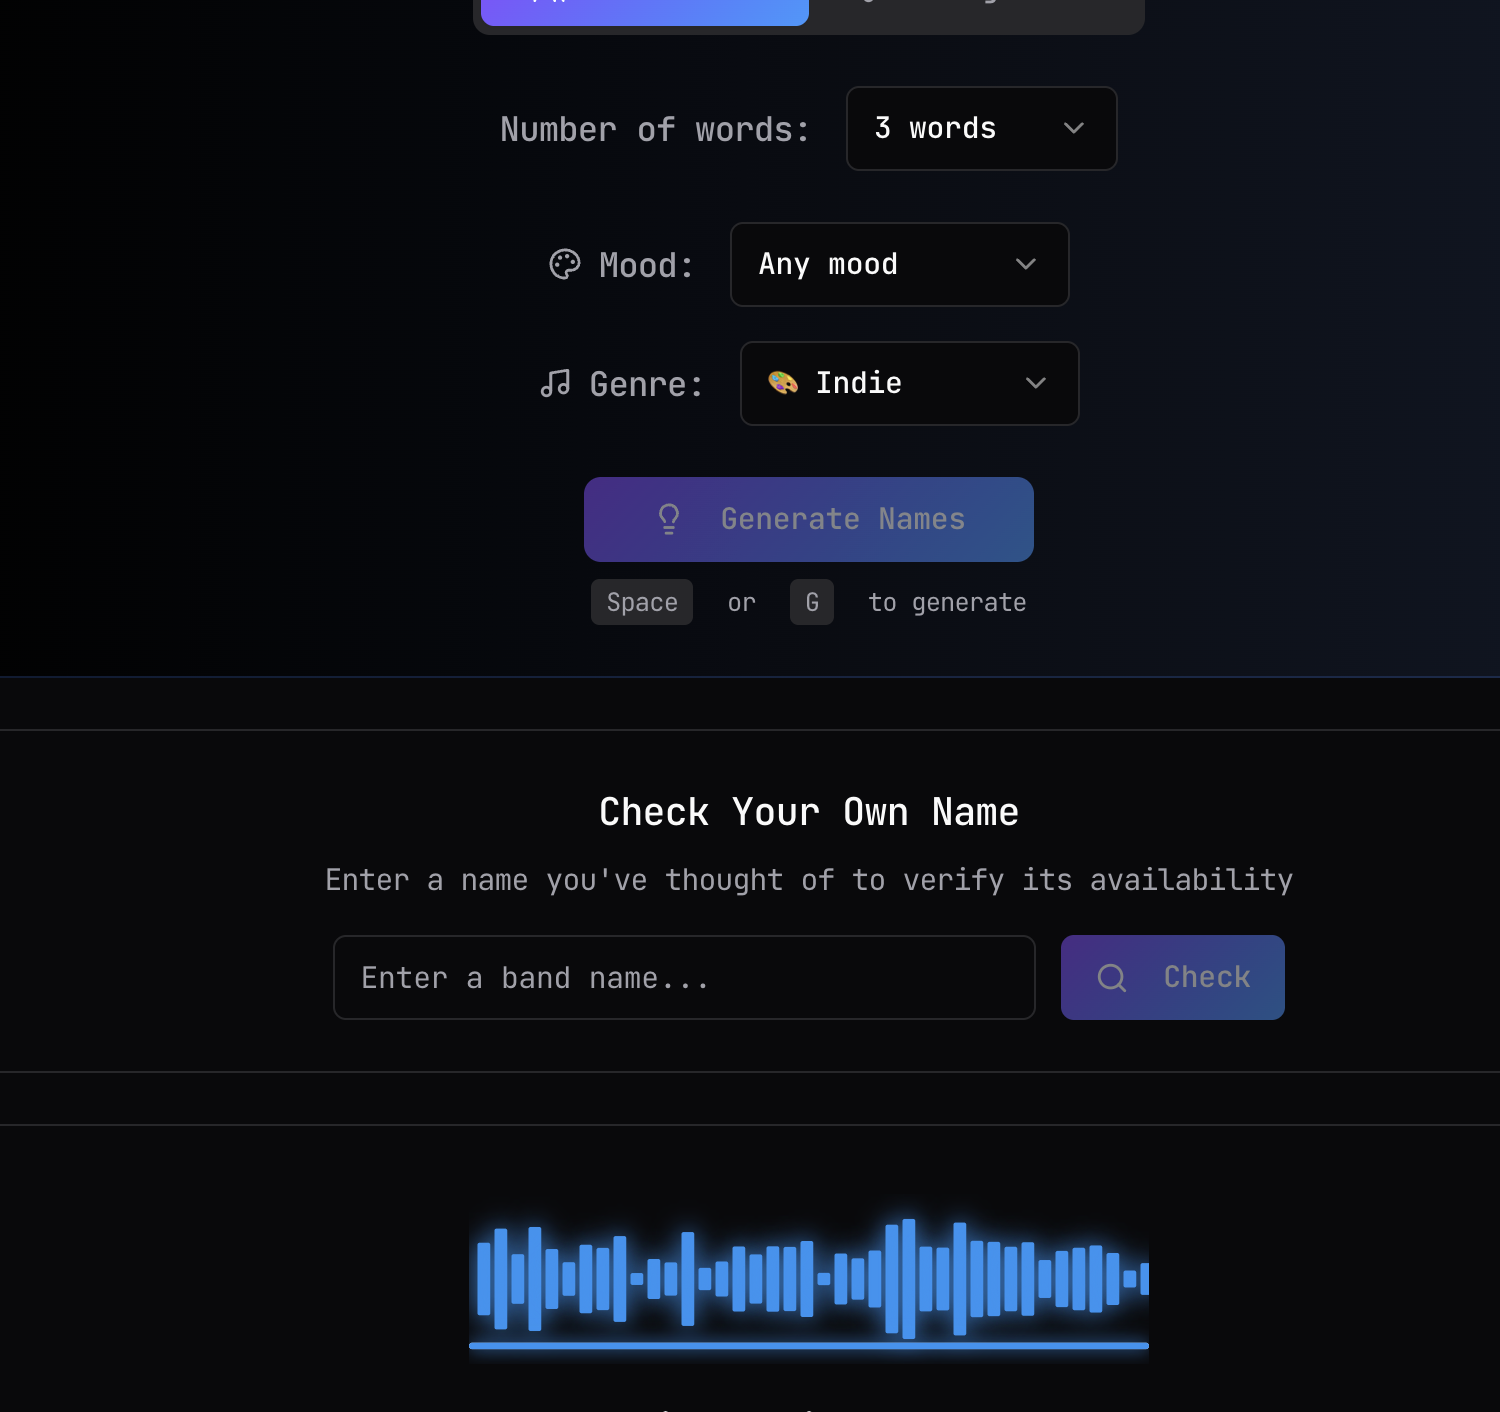 Number of words: 3 words
Mood: Any mood
Genre: Indie
Generate Names
Space or G to generate
Check Your Own Name
Enter a name you've thought of to verify its availability
Enter a band name...
Check